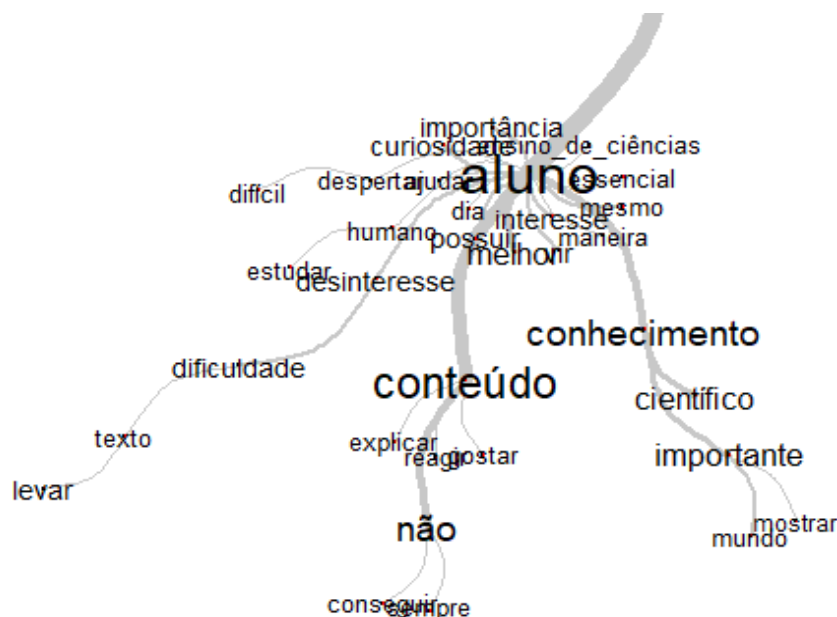 importância
curiosidade
ensino_de_ciências
aluno
difícil
despertar
ajudar
essencial
dia
interesse
mesmo
humano
possuir
maneira
melhor
vir
estudar
desinteresse
conhecimento
dificuldade
conteúdo
científico
texto
explicar
reagir
gostar
importante
levar
não
mostrar
mundo
conseguir
sempre